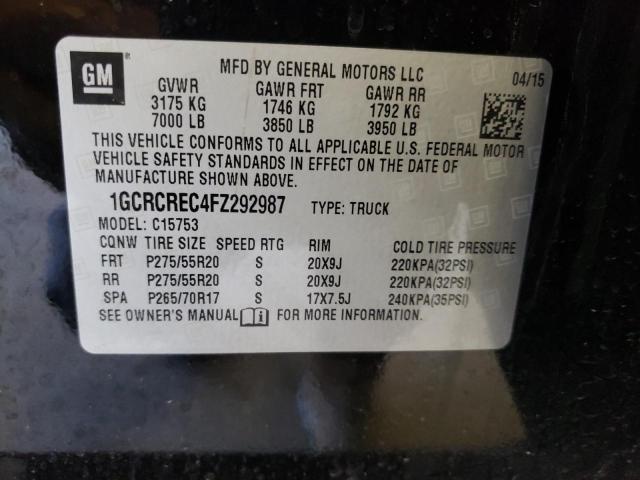 GM
MFD BY GENERAL MOTORS LLC
04/15
GVWR GAWR FRT GAWR RR
3175 KG 1746 KG 1792 KG
7000 LB 3850 LB 3950 LB
THIS VEHICLE CONFORMS TO ALL APPLICABLE U.S. FEDERAL MOTOR
VEHICLE SAFETY STANDARDS IN EFFECT ON THE DATE OF
MANUFACTURE SHOWN ABOVE.
1GCRCREC4FZ292987 TYPE: TRUCK
MODEL: C15753
CQNW TIRE SIZE SPEED RTG RIM COLD TIRE PRESSURE
FRT P275/55R20 S 20X9J 220KPA(32PSI)
RR P275/55R20 S 20X9J 220KPA(32PSI)
SPA P265/70R17 S 17X7.5J 240KPA(35PSI)
SEE OWNER'S MANUAL i FOR MORE INFORMATION.